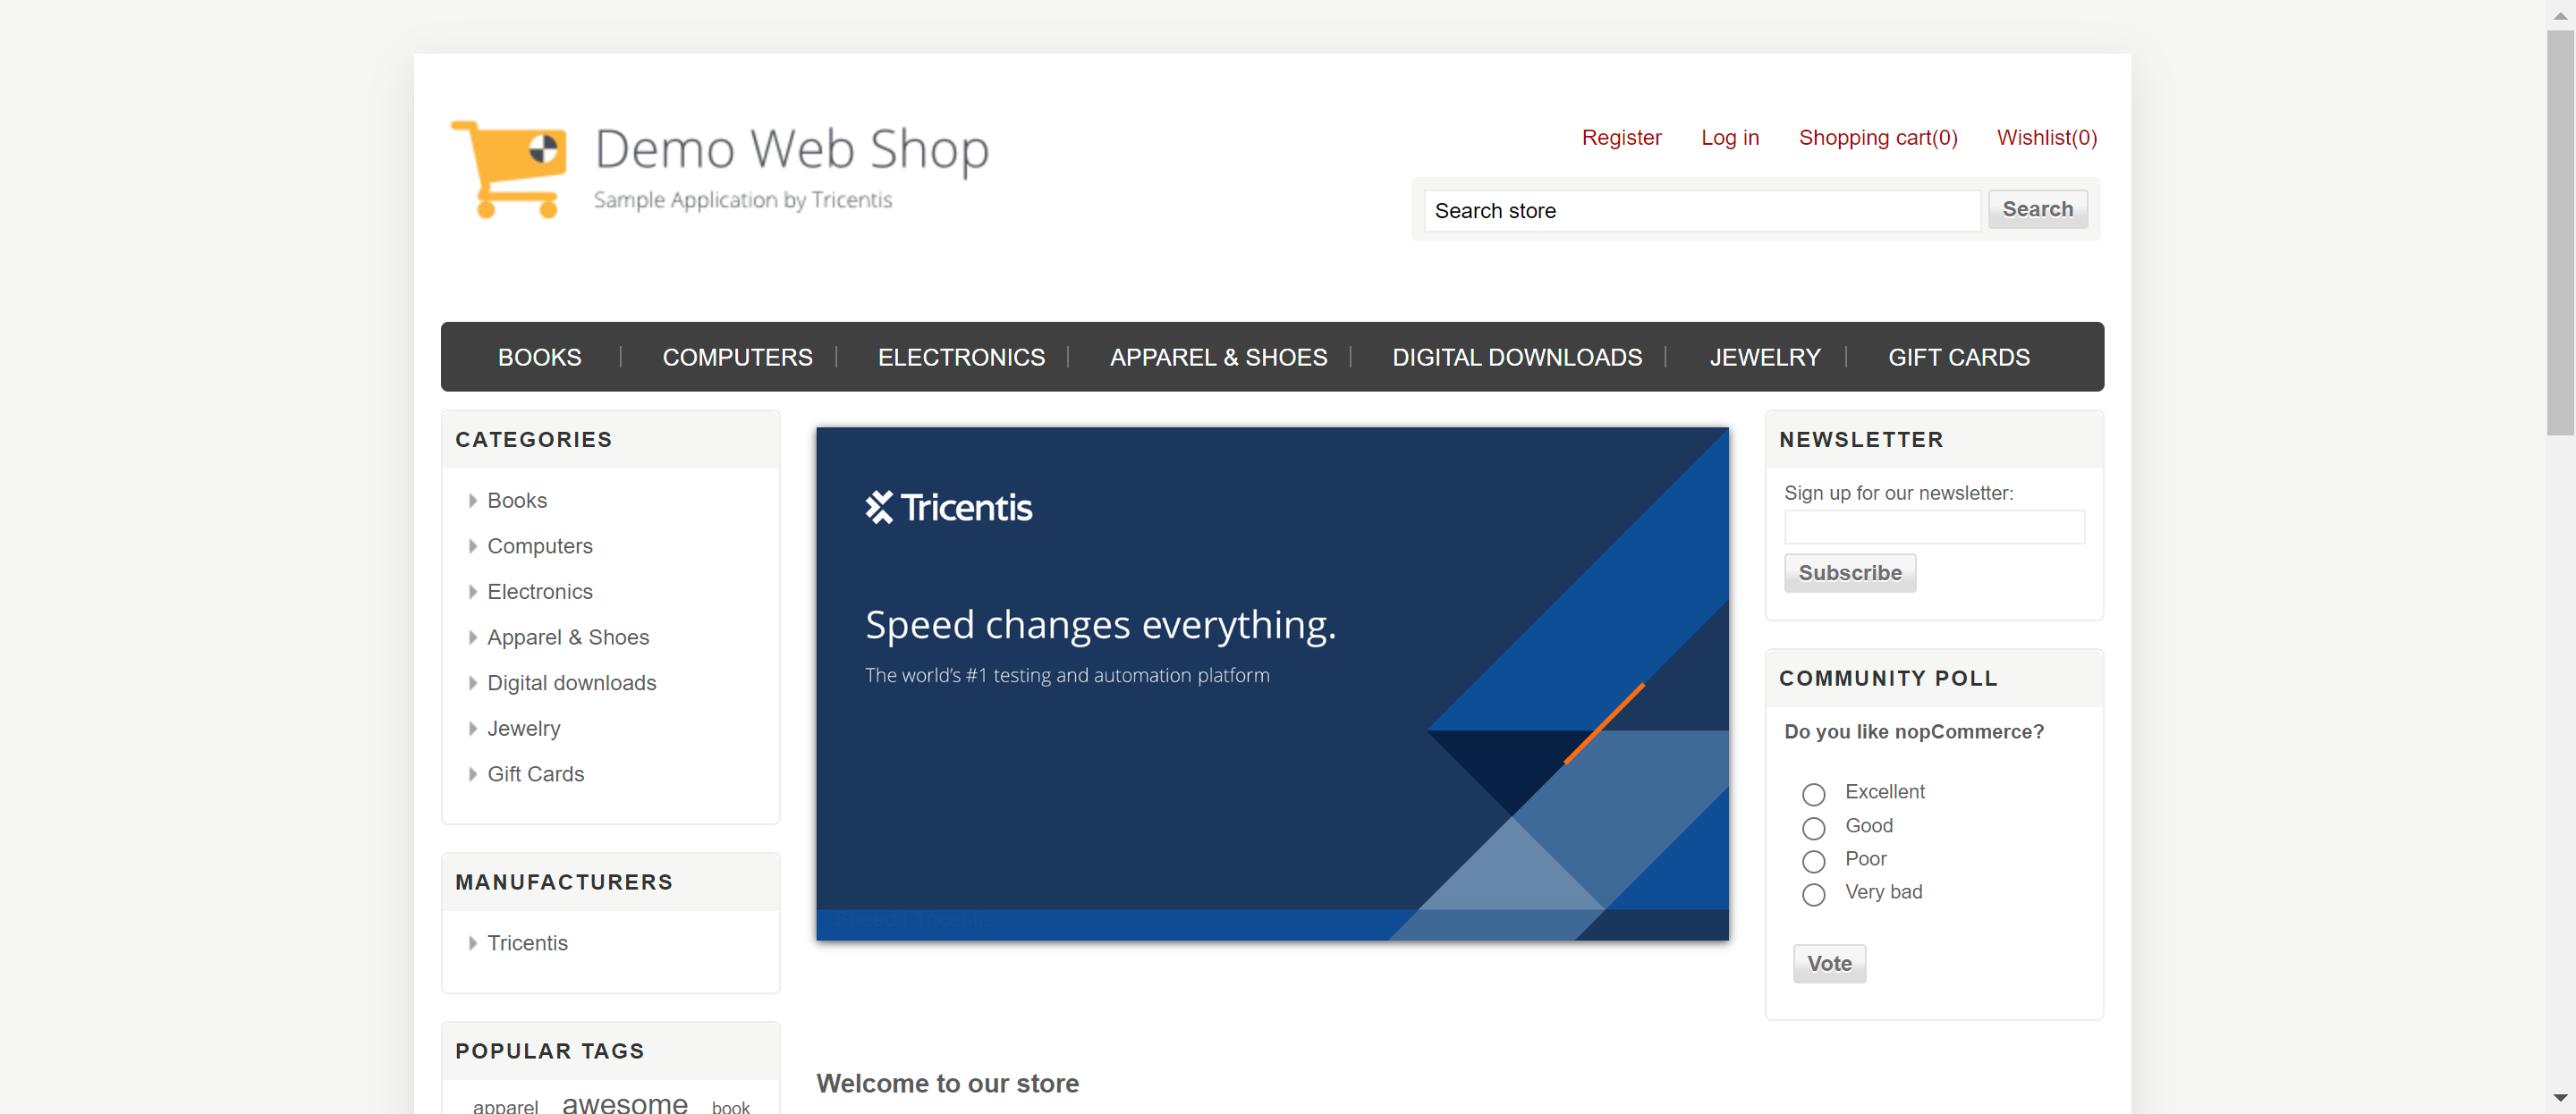 Demo Web Shop
Sample Application by Tricentis
Register Log in Shopping cart(0) Wishlist(0)
Search store Search
BOOKS COMPUTERS ELECTRONICS APPAREL & SHOES DIGITAL DOWNLOADS JEWELRY GIFT CARDS
CATEGORIES
Books
Computers
Electronics
Apparel & Shoes
Digital downloads
Jewelry
Gift Cards
MANUFACTURERS
Tricentis
POPULAR TAGS
apparel awesome book
Tricentis
Speed changes everything.
The world's #1 testing and automation platform
Welcome to our store
NEWSLETTER
Sign up for our newsletter:
Subscribe
COMMUNITY POLL
Do you like nopCommerce?
Excellent
Good
Poor
Very bad
Vote